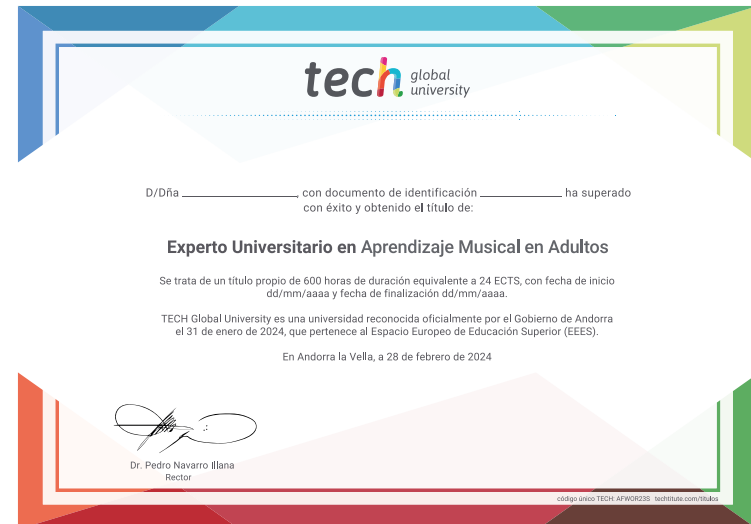 tech global university
D/Dña ____________________, con documento de identificación ______________ ha superado
con éxito y obtenido el título de:
Experto Universitario en Aprendizaje Musical en Adultos
Se trata de un título propio de 600 horas de duración equivalente a 24 ECTS, con fecha de inicio
dd/mm/aaaa y fecha de finalización dd/mm/aaaa.
TECH Global University es una universidad reconocida oficialmente por el Gobierno de Andorra
el 31 de enero de 2024, que pertenece al Espacio Europeo de Educación Superior (EEES).
En Andorra la Vella, a 28 de febrero de 2024
Dr. Pedro Navarro Illana
Rector
código único TECH: AFWOR23S techtitute.com/titulos